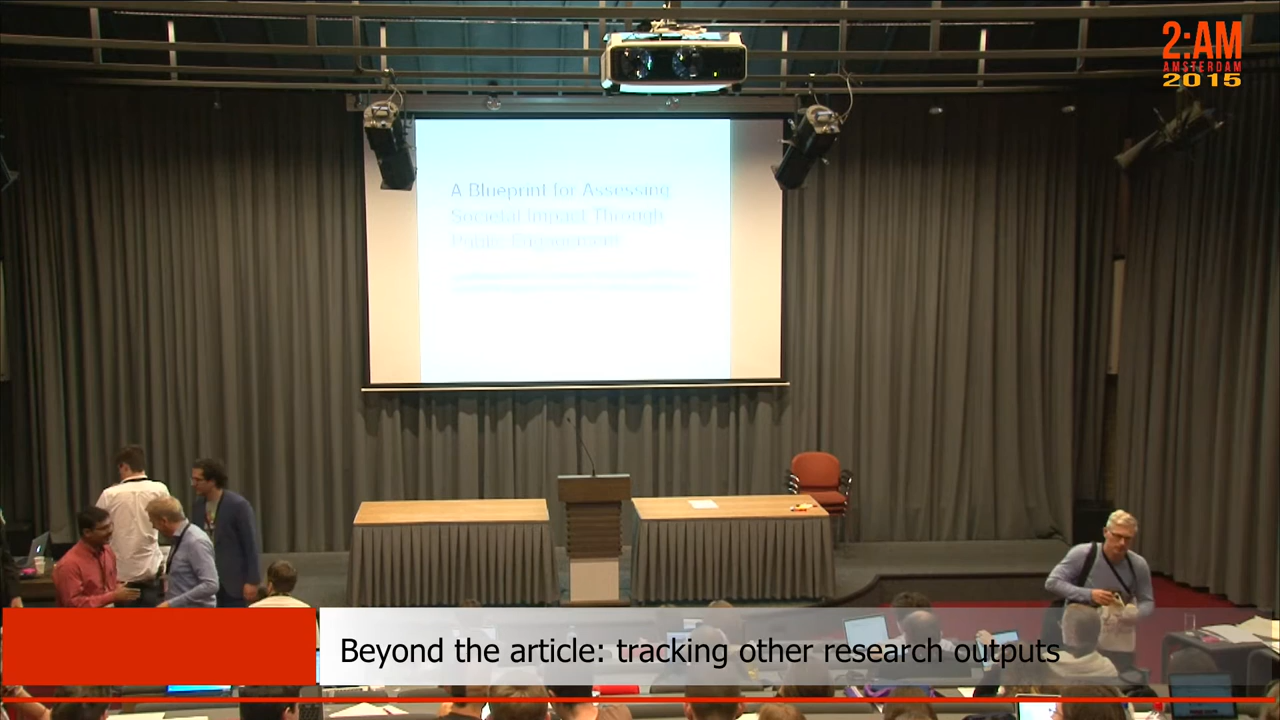 2:AM
AMSTERDAM
2015
A Blueprint for Assessing
Societal Impact Through
Public Engagement
Beyond the article: tracking other research outputs